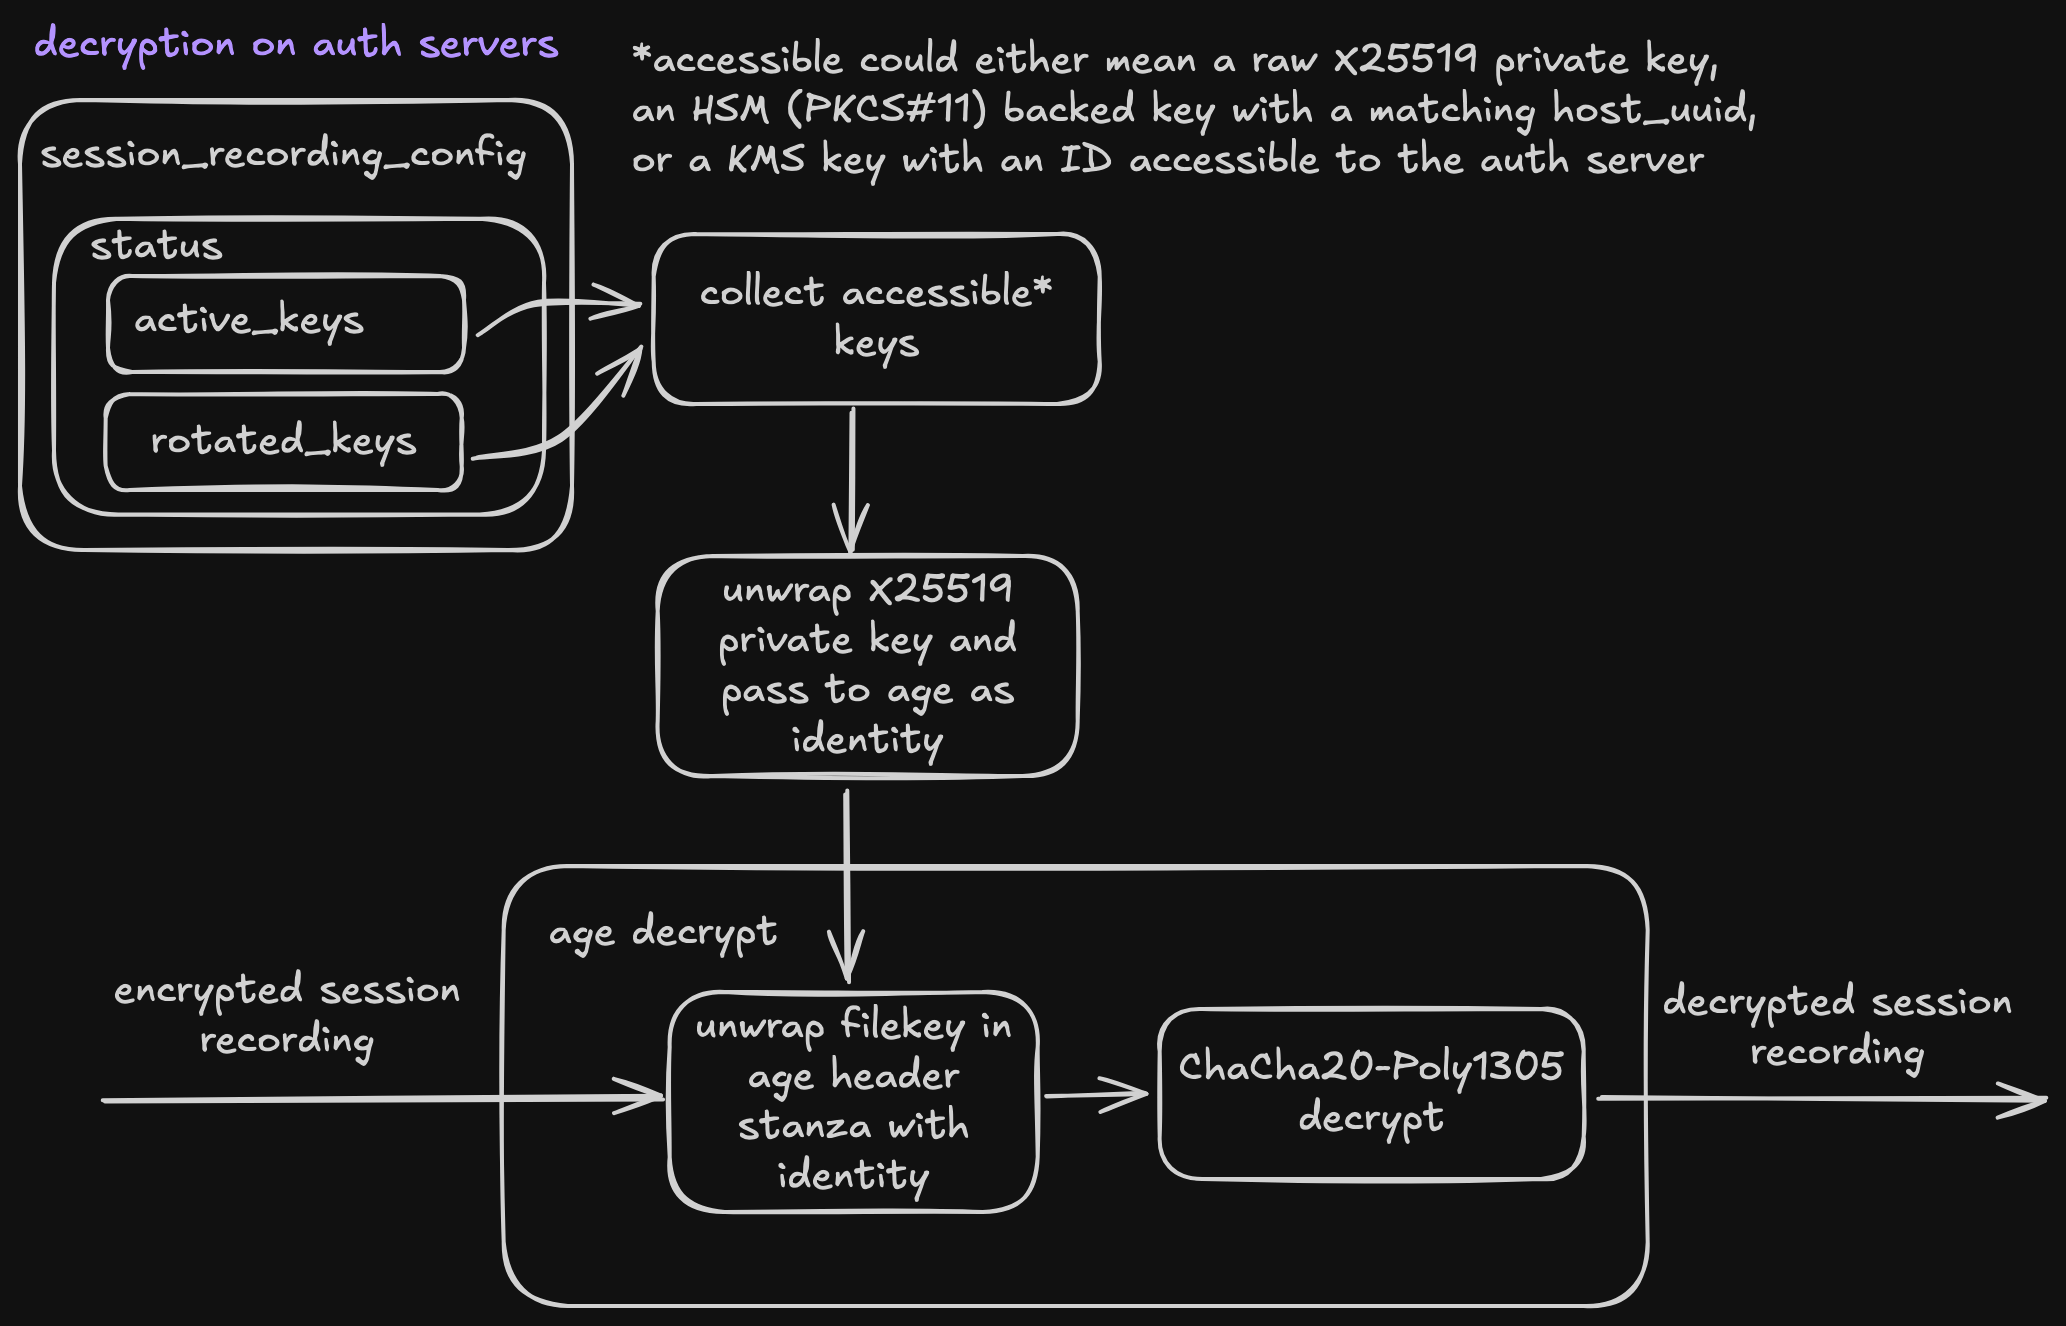 decryption on auth servers
*accessible could either mean a raw X25519 private key,
an HSM (PKCS#11) backed key with a matching host_uuid,
or a KMS key with an ID accessible to the auth server
session_recording_config
status
active_keys
rotated_keys
collect accessible*
keys
unwrap X25519
private key and
pass to age as
identity
age decrypt
encrypted session
recording
unwrap filekey in
age header
stanza with
identity
ChaCha20-Poly1305
decrypt
decrypted session
recording